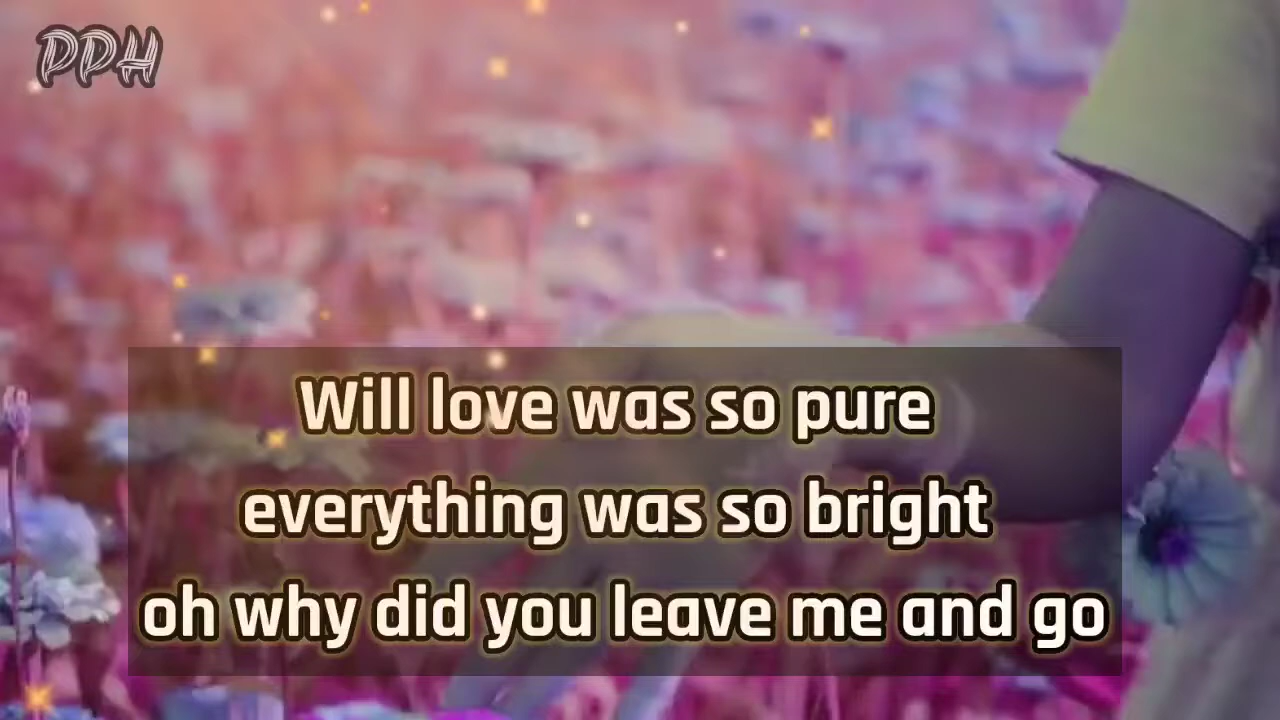 PPH
Will love was so pure
everything was so bright
oh why did you leave me and go